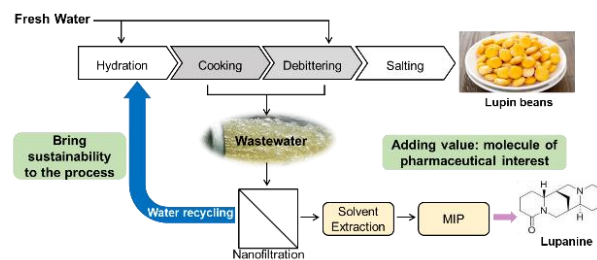 Fresh Water
Hydration
Cooking
Debittering
Salting
Lupin beans
Wastewater
Bring
sustainability
to the process
Adding value: molecule of
pharmaceutical interest
Water recycling
Nanofiltration
Solvent
Extraction
MIP
H
N
N
H
O
Lupanine